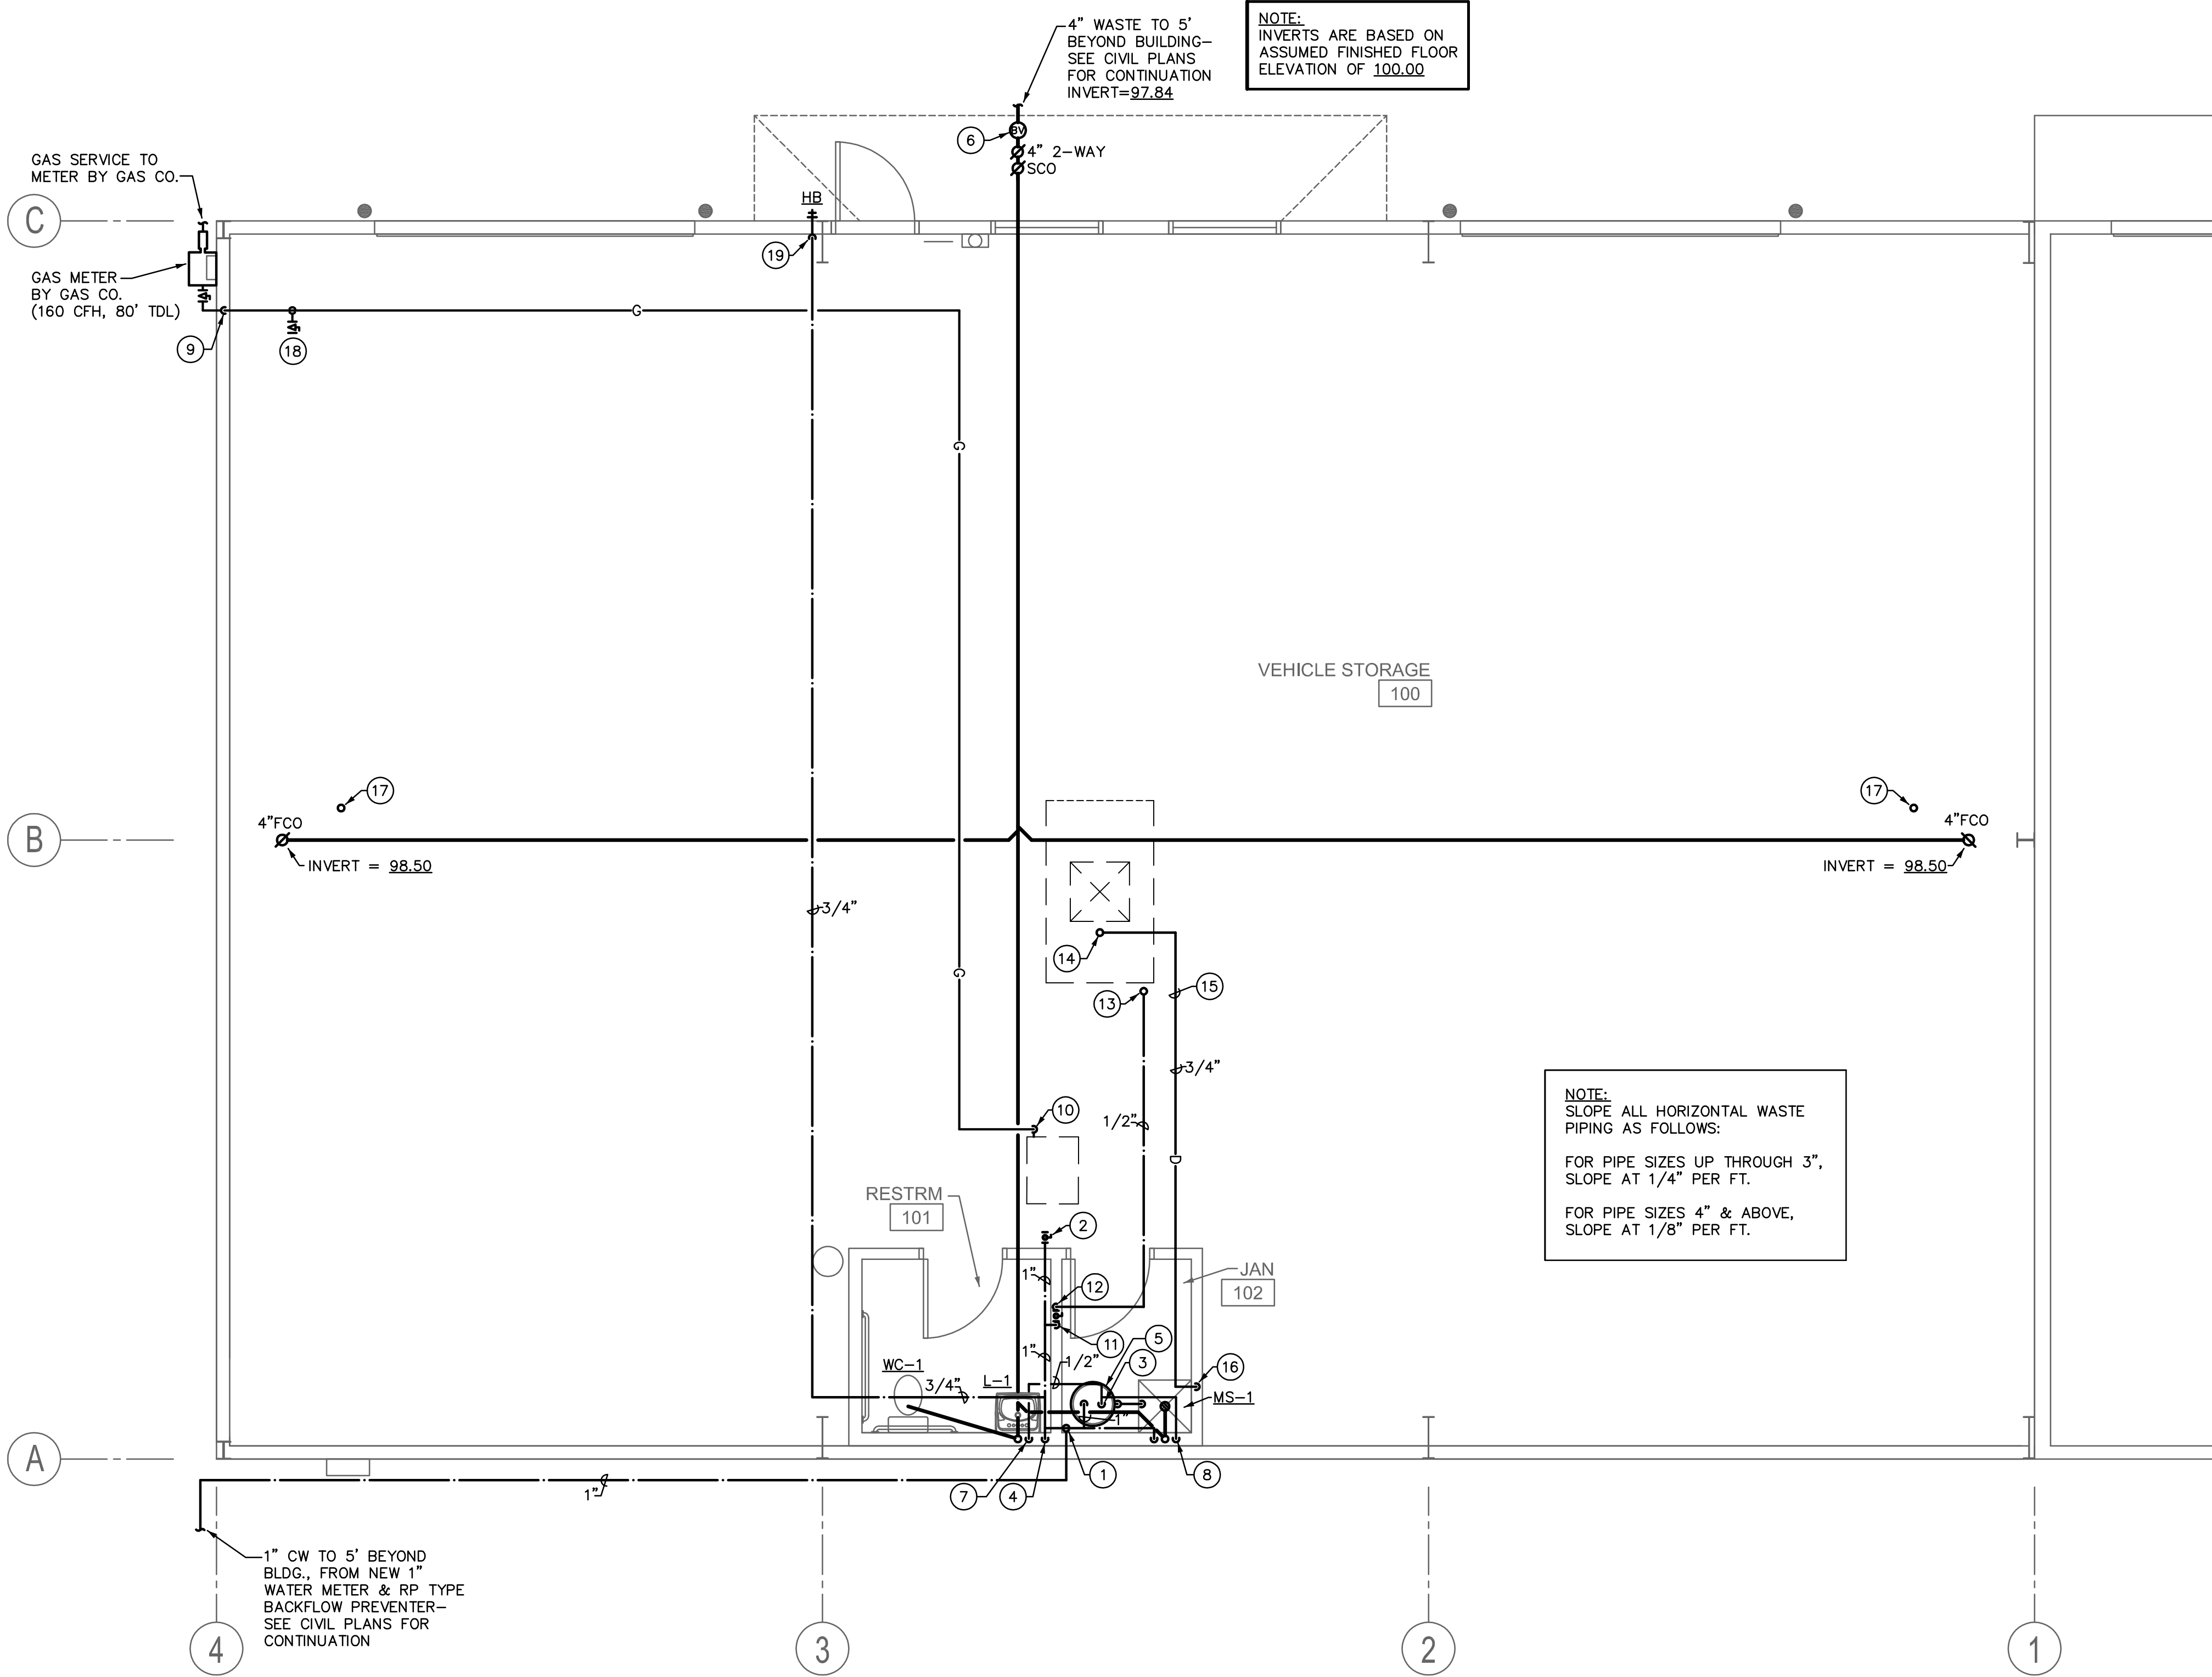 4" WASTE TO 5'
BEYOND BUILDING–
SEE CIVIL PLANS
FOR CONTINUATION
INVERT=97.84
NOTE:
INVERTS ARE BASED ON
ASSUMED FINISHED FLOOR
ELEVATION OF 100.00
6
BV
4" 2-WAY
SCO
GAS SERVICE TO
METER BY GAS CO.
C
HB
19
GAS METER
BY GAS CO.
(160 CFH, 80' TDL)
G
9
18
G
VEHICLE STORAGE
100
17
17
B
4"FCO
4"FCO
INVERT = 98.50
INVERT = 98.50
3/4"
14
G
15
13
3/4"
NOTE:
SLOPE ALL HORIZONTAL WASTE
PIPING AS FOLLOWS:
FOR PIPE SIZES UP THROUGH 3",
SLOPE AT 1/4" PER FT.
FOR PIPE SIZES 4" & ABOVE,
SLOPE AT 1/8" PER FT.
10
1/2"
D
RESTRM
101
2
1"
12
JAN
102
11
5
1"
1/2"
3
16
WC-1
3/4"
L-1
MS-1
1"
A
7
4
1
8
1"
1" CW TO 5' BEYOND
BLDG., FROM NEW 1"
WATER METER & RP TYPE
BACKFLOW PREVENTER–
SEE CIVIL PLANS FOR
CONTINUATION
4
3
2
1